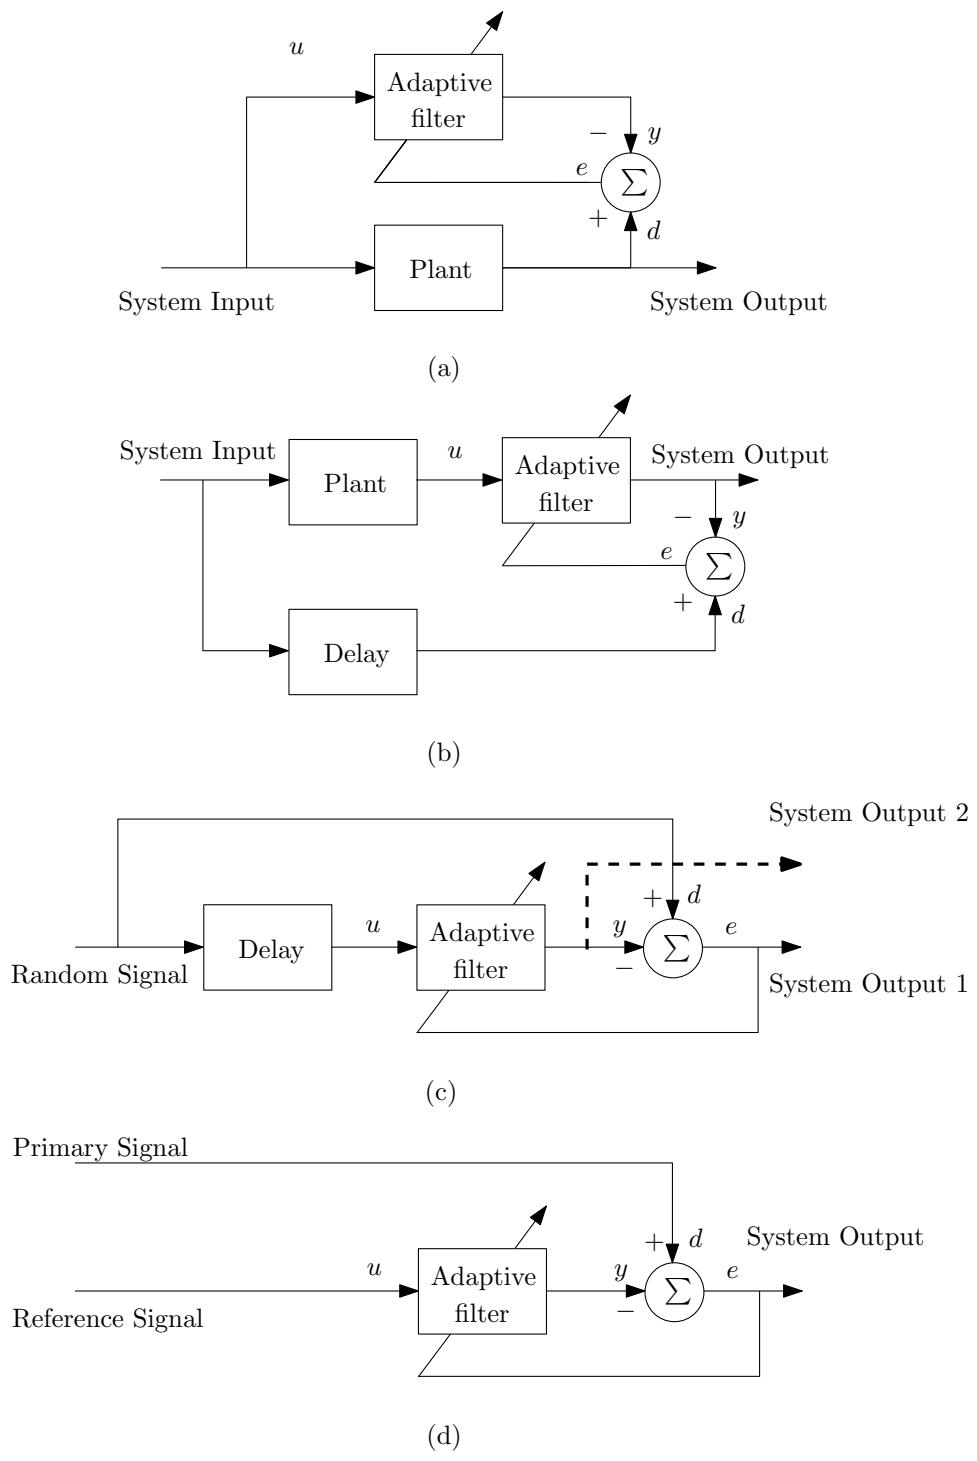 u
Adaptive
filter
− y
e
Σ
+
d
Plant
System Input
System Output
(a)
System Input
Plant
u
Adaptive
filter
System Output
− y
e
Σ
+
d
Delay
(b)
System Output 2
+ d
Random Signal
Delay
u
Adaptive
filter
y
−
Σ
e
System Output 1
(c)
Primary Signal
+ d
System Output
u
Reference Signal
Adaptive
filter
y
−
Σ
e
(d)